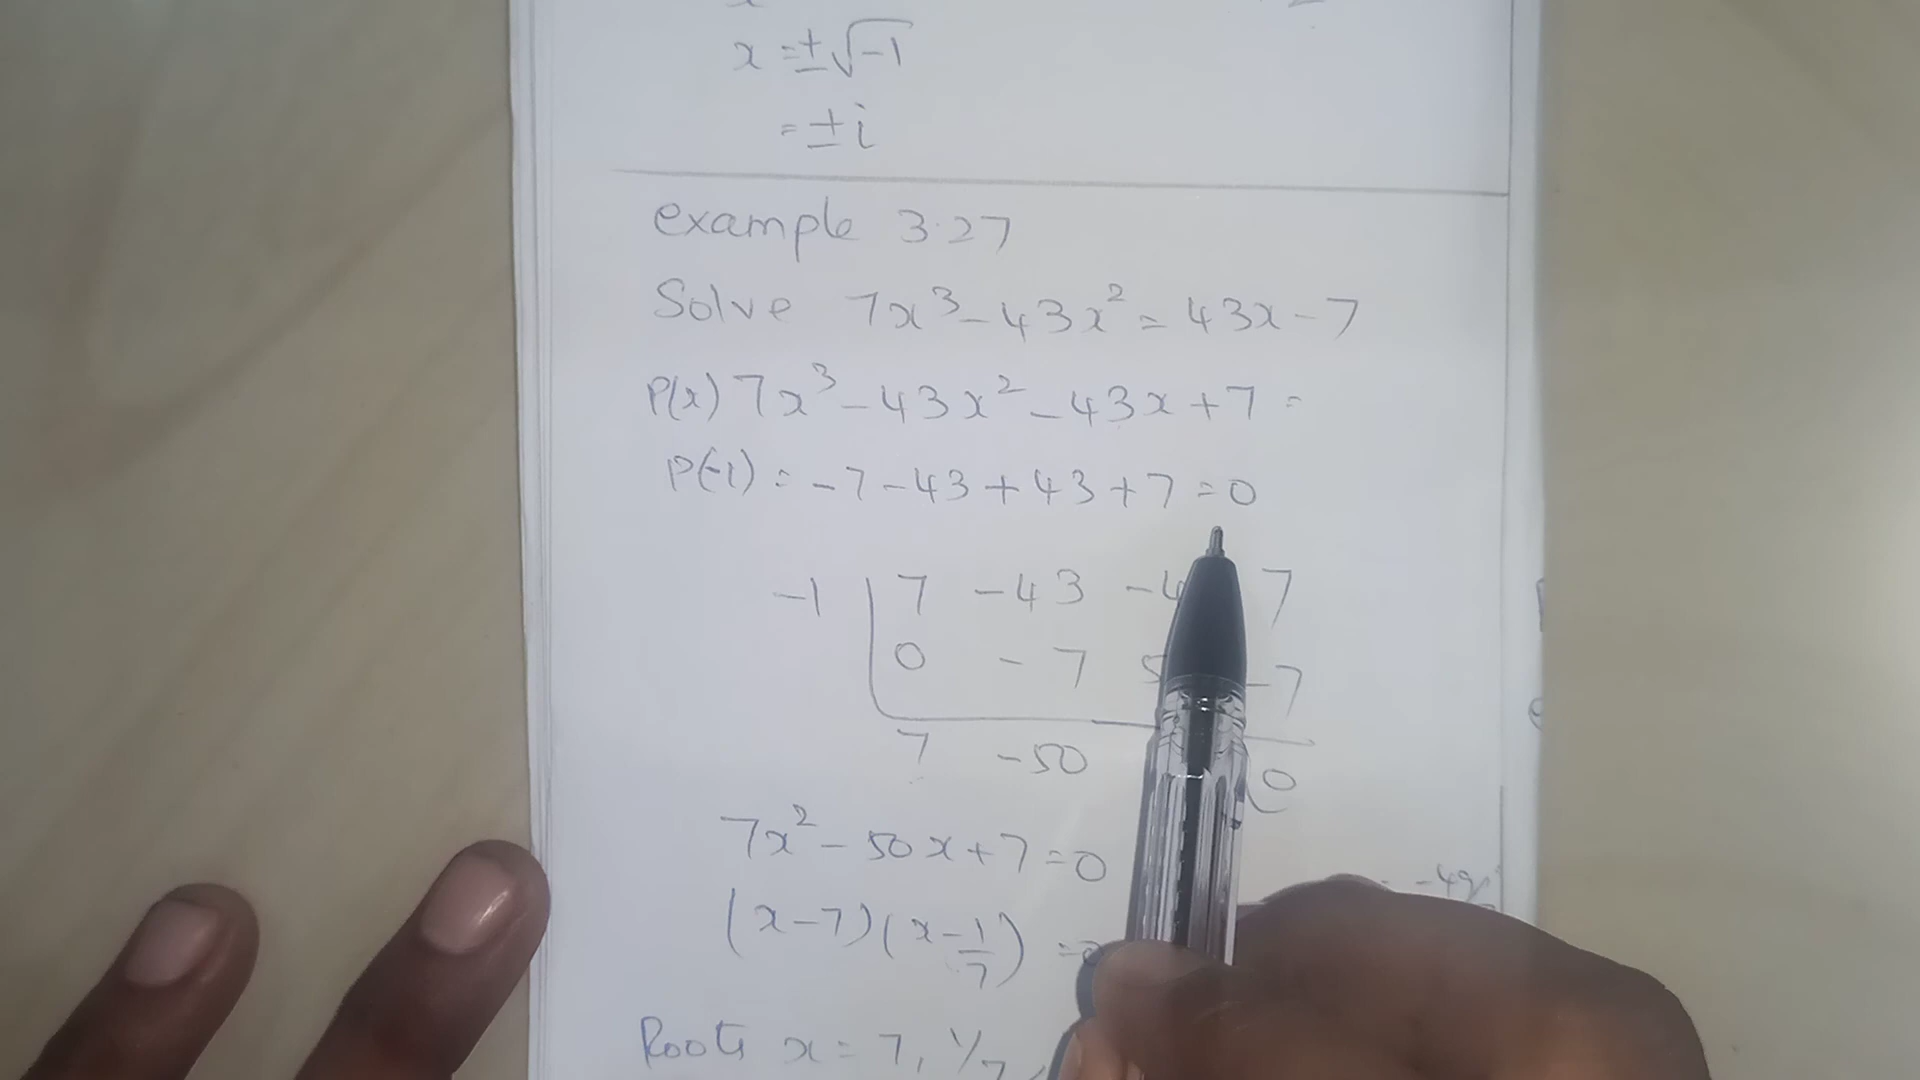 x = ±√-1
= ±i
example 3.27
Solve 7x³ - 43x² = 43x - 7
P(x) 7x³ - 43x² - 43x + 7 =
P(-1) = -7 - 43 + 43 + 7 = 0
-1 | 7 -43 7
0 -7 -7
7 -50 0
7x² - 50x + 7 = 0
(x - 7)(x - 1/7) =
Roots x = 7, 1/7